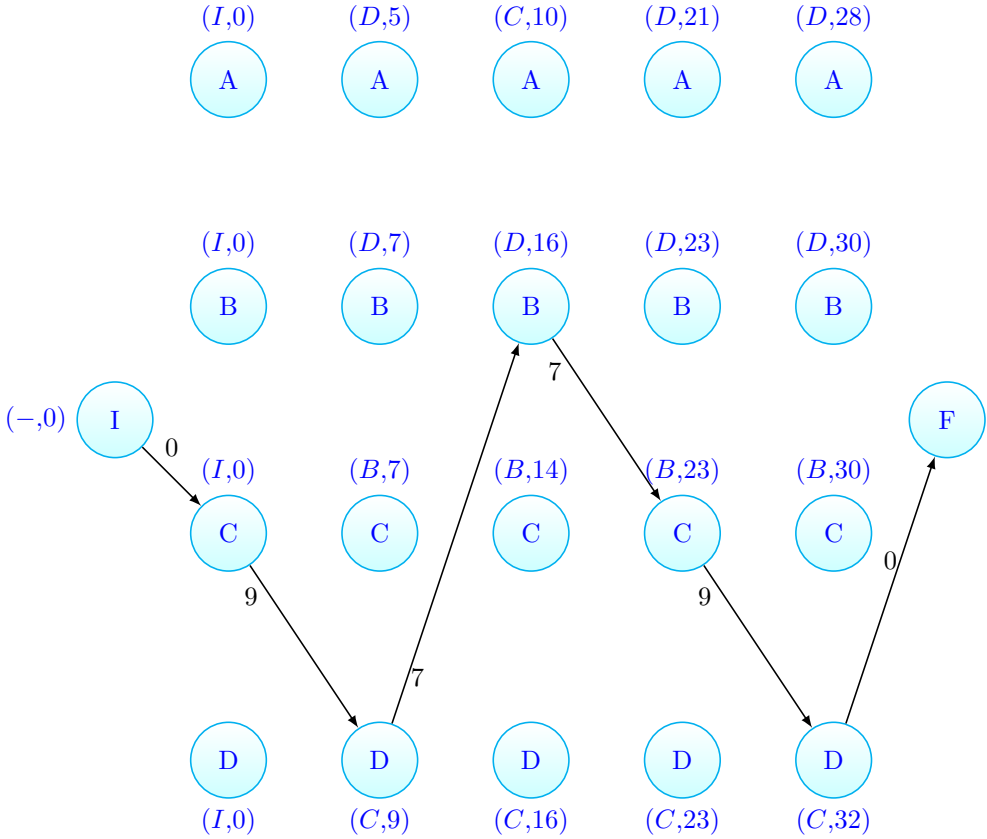 (I,0) (D,5) (C,10) (D,21) (D,28)
A A A A A
(I,0) (D,7) (D,16) (D,23) (D,30)
B B B B B
7
(−,0) I F
0
(I,0) (B,7) (B,14) (B,23) (B,30)
C C C C C
0
9 9
7
D D D D D
(I,0) (C,9) (C,16) (C,23) (C,32)